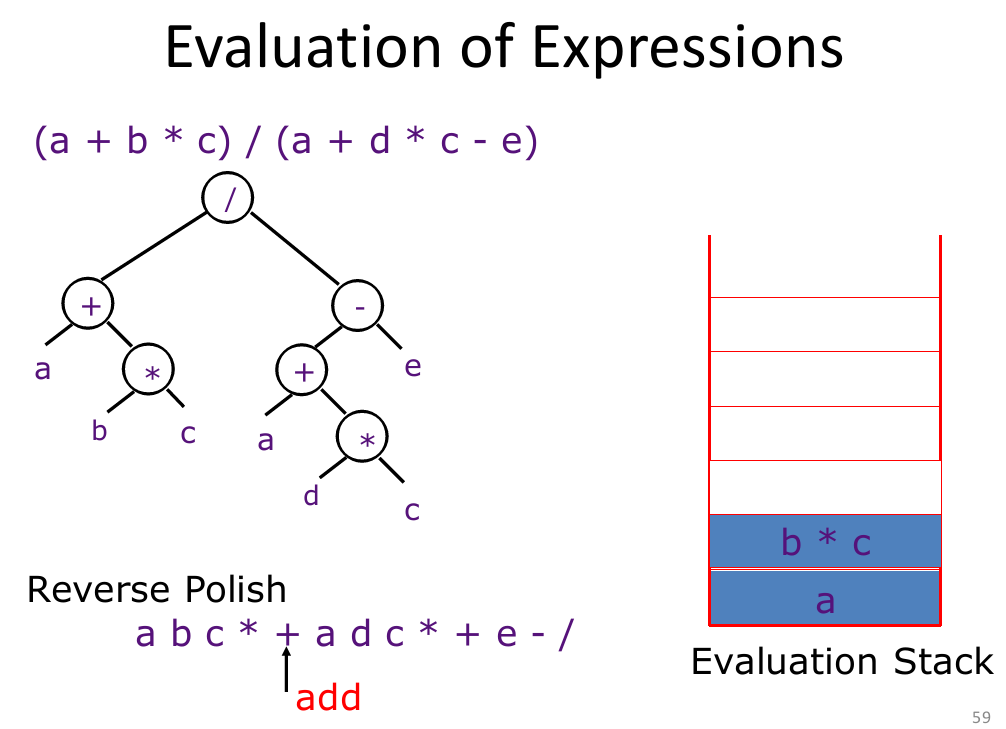 Evaluation of Expressions
(a + b * c) / (a + d * c - e)
/
+ -
a * + e
b c a *
d c
b * c
a
Reverse Polish
a b c * + a d c * + e - /
add
Evaluation Stack
59